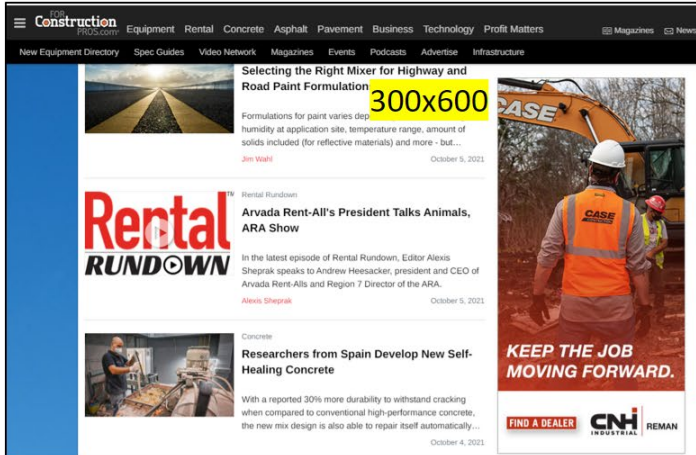 FOR
Construction
PROS.com
Equipment Rental Concrete Asphalt Pavement Business Technology Profit Matters
Magazines News
New Equipment Directory Spec Guides Video Network Magazines Events Podcasts Advertise Infrastructure
Selecting the Right Mixer for Highway and
Road Paint Formulation
300x600
Formulations for paint varies dep
humidity at application site, temperature range, amount of
solids included (for reflective materials) and more - but…
Jim Wahl October 5, 2021
Rental RUNDOWN TM
Rental Rundown
Arvada Rent-All's President Talks Animals,
ARA Show
In the latest episode of Rental Rundown, Editor Alexis
Sheprak speaks to Andrew Heesacker, president and CEO of
Arvada Rent-Alls and Region 7 Director of the ARA.
Alexis Sheprak October 5, 2021
Concrete
Researchers from Spain Develop New Self-
Healing Concrete
With a reported 30% more durability to withstand cracking
when compared to conventional high-performance concrete,
the new mix design is also able to repair itself automatically…
October 4, 2021
CASE
CASE
KEEP THE JOB
MOVING FORWARD.
FIND A DEALER
CNH
INDUSTRIAL
REMAN